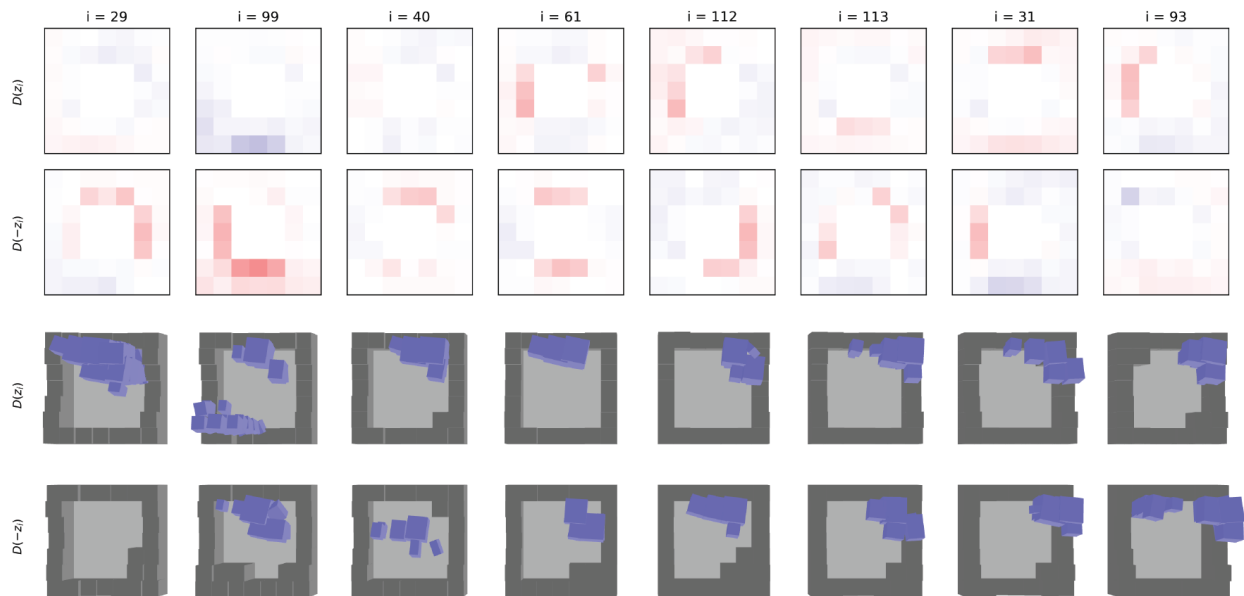 i = 29 i = 99 i = 40 i = 61 i = 112 i = 113 i = 31 i = 93
D(zᵢ)
D(−zᵢ)
D(zᵢ)
D(−zᵢ)